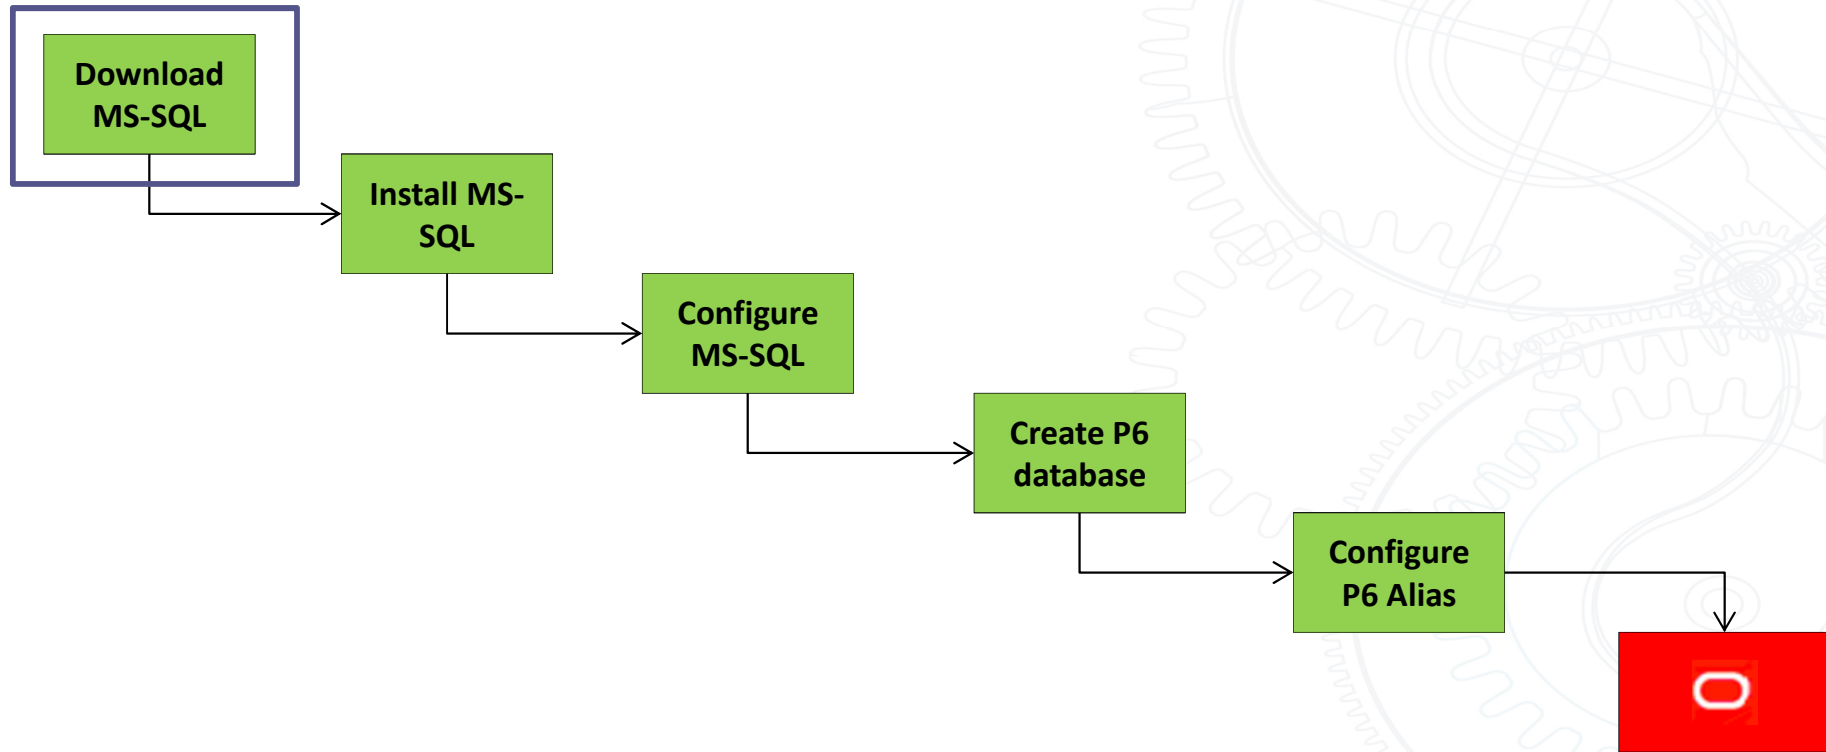 Download
MS-SQL
Install MS-
SQL
Configure
MS-SQL
Create P6
database
Configure
P6 Alias